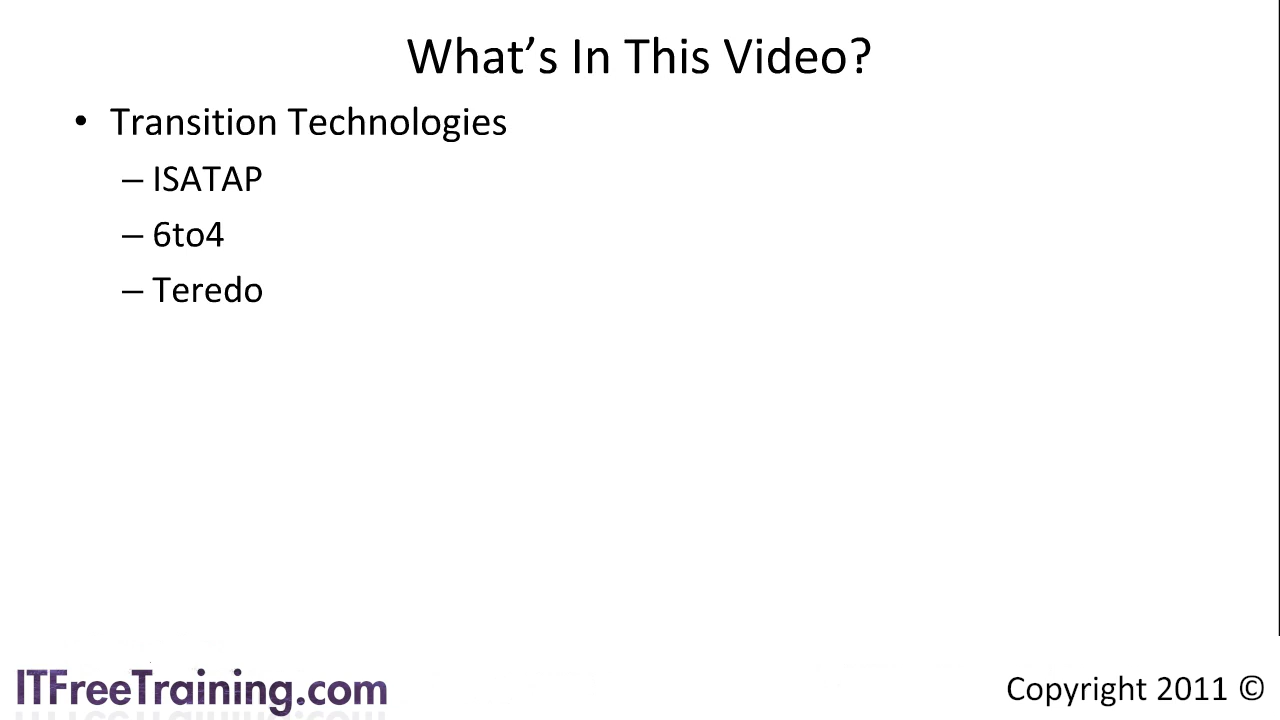 What’s In This Video?
• Transition Technologies
– ISATAP
– 6to4
– Teredo
ITFreeTraining.com
Copyright 2011 ©